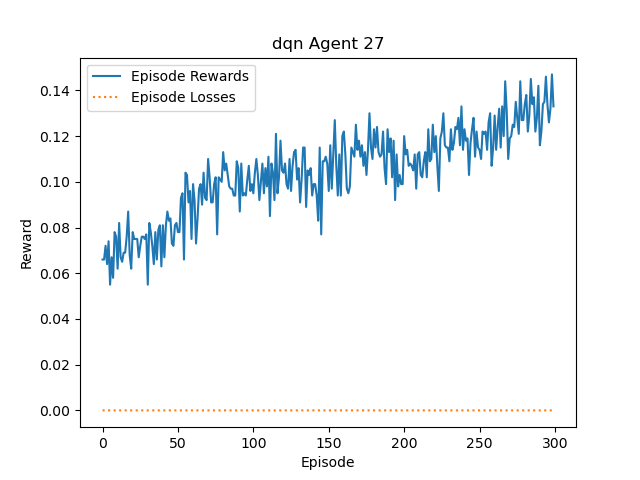 dqn Agent 27
Episode Rewards
Episode Losses
Reward
0.14
0.12
0.10
0.08
0.06
0.04
0.02
0.00
0 50 100 150 200 250 300
Episode